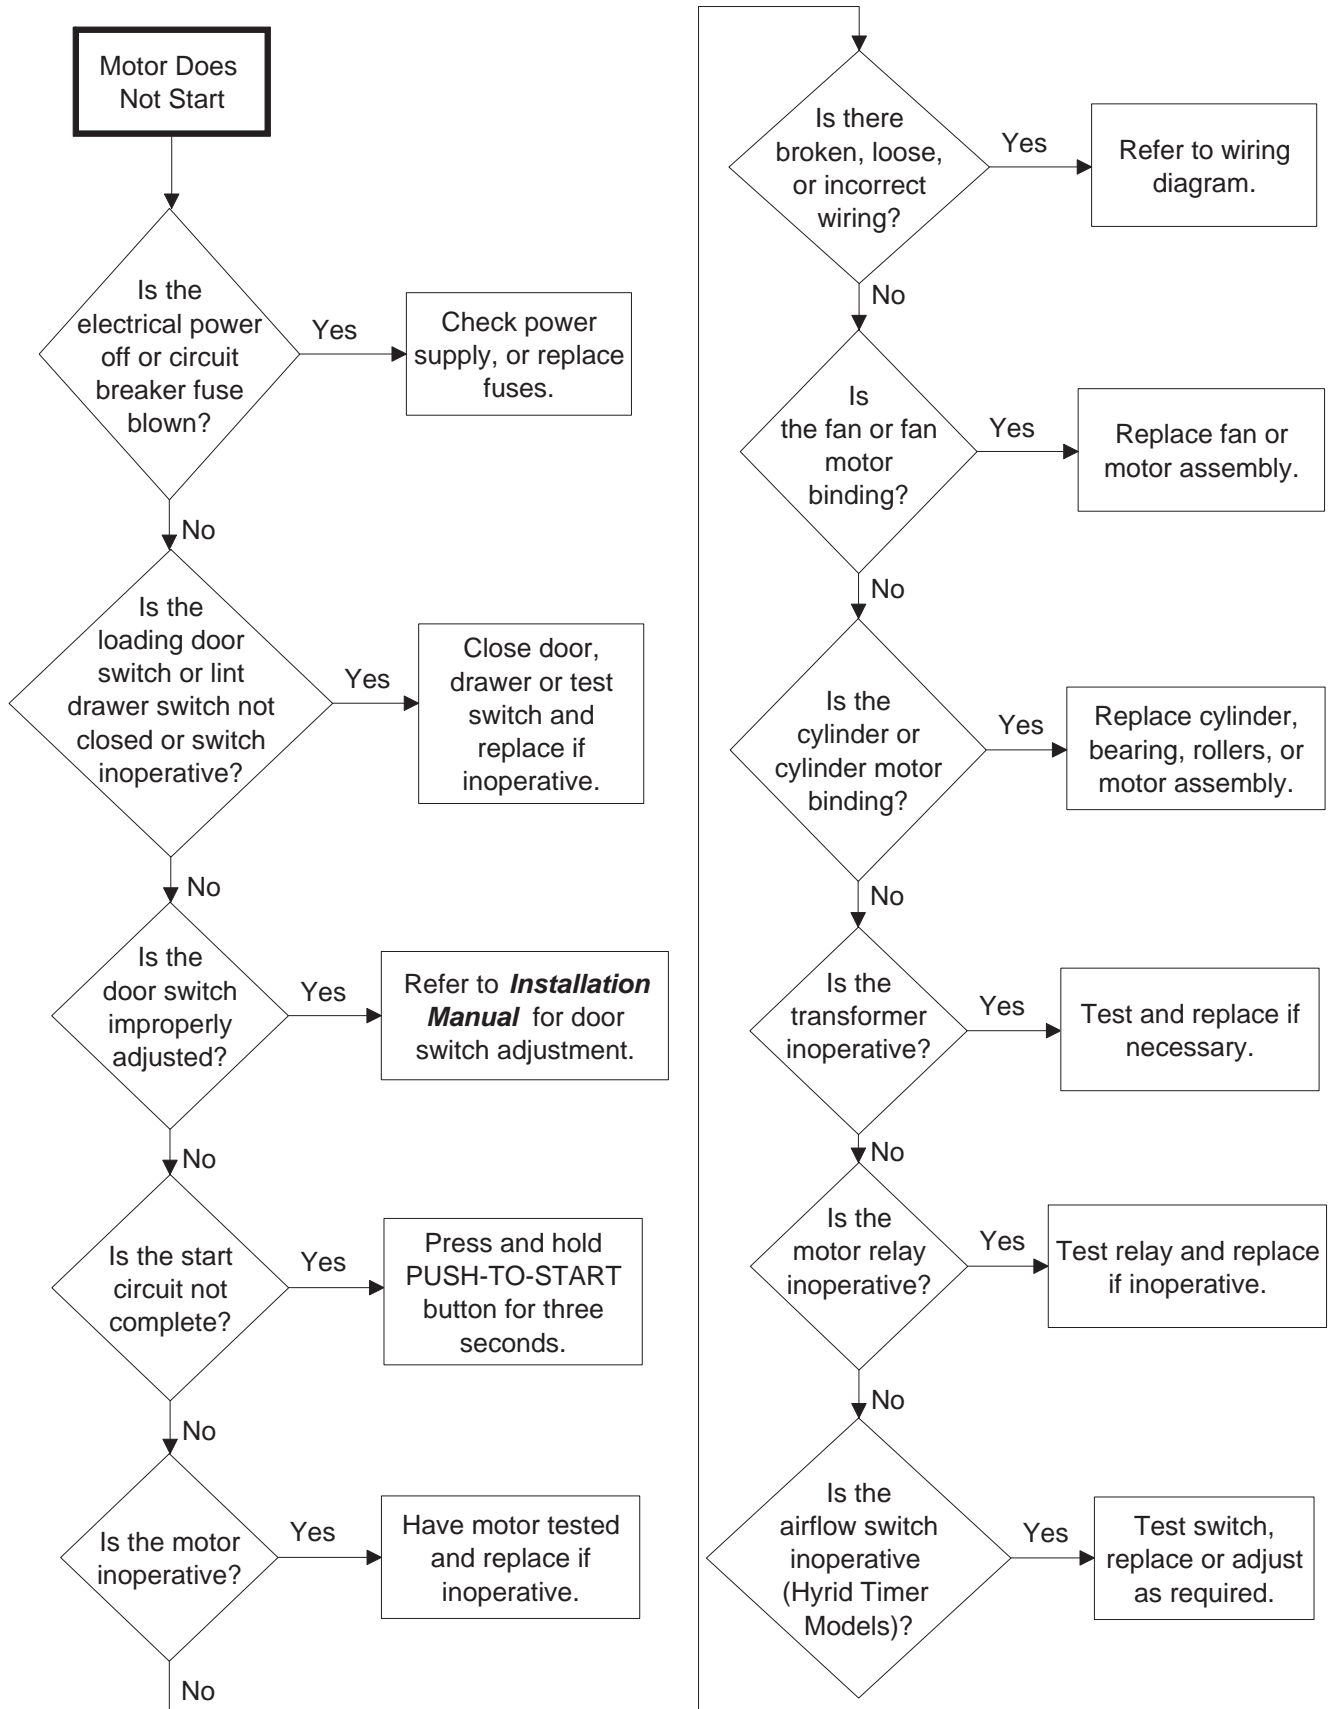 Motor Does
Not Start
Is the
electrical power
off or circuit
breaker fuse
blown?
Yes
Check power
supply, or replace
fuses.
No
Is the
loading door
switch or lint
drawer switch not
closed or switch
inoperative?
Yes
Close door,
drawer or test
switch and
replace if
inoperative.
No
Is the
door switch
improperly
adjusted?
Yes
Refer to Installation
Manual for door
switch adjustment.
No
Is the start
circuit not
complete?
Yes
Press and hold
PUSH-TO-START
button for three
seconds.
No
Is the motor
inoperative?
Yes
Have motor tested
and replace if
inoperative.
No
Is there
broken, loose,
or incorrect
wiring?
Yes
Refer to wiring
diagram.
No
Is
the fan or fan
motor
binding?
Yes
Replace fan or
motor assembly.
No
Is the
cylinder or
cylinder motor
binding?
Yes
Replace cylinder,
bearing, rollers, or
motor assembly.
No
Is the
transformer
inoperative?
Yes
Test and replace if
necessary.
No
Is the
motor relay
inoperative?
Yes
Test relay and replace
if inoperative.
No
Is the
airflow switch
inoperative
(Hyrid Timer
Models)?
Yes
Test switch,
replace or adjust
as required.